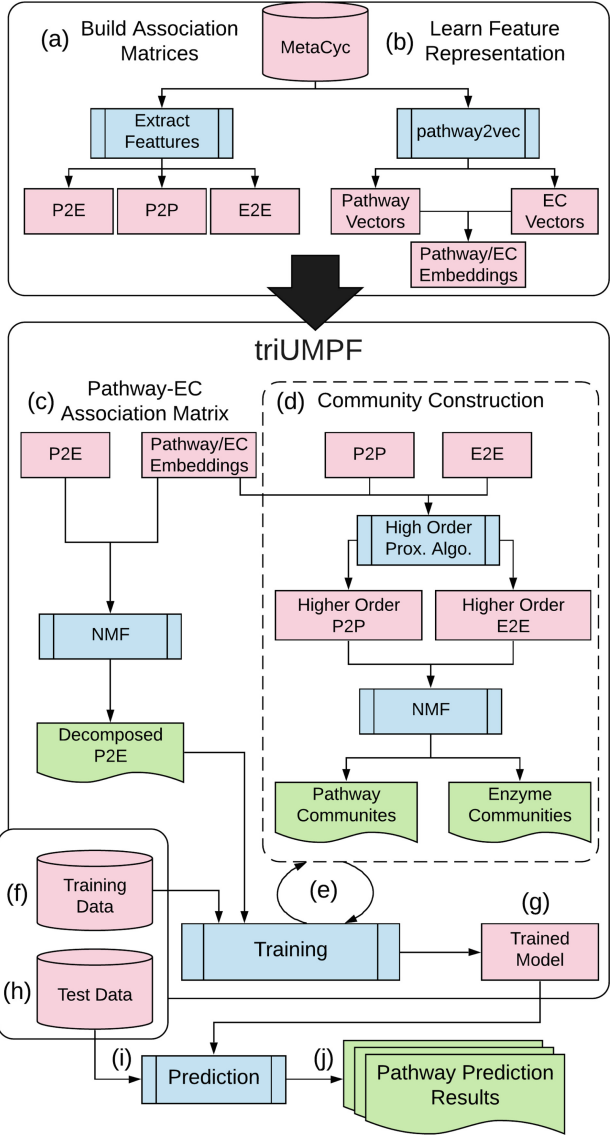 (a) Build Association
Matrices
MetaCyc
(b) Learn Feature
Representation
Extract
Feattures
pathway2vec
P2E
P2P
E2E
Pathway
Vectors
EC
Vectors
Pathway/EC
Embeddings
triUMPF
(c) Pathway-EC
Association Matrix
(d) Community Construction
P2E
Pathway/EC
Embeddings
P2P
E2E
High Order
Prox. Algo.
Higher Order
P2P
Higher Order
E2E
NMF
NMF
Decomposed
P2E
Pathway
Communites
Enzyme
Communities
(e)
(f)
Training
Data
(g)
Training
Trained
Model
(h)
Test Data
(i)
Prediction
(j)
Pathway Prediction
Results